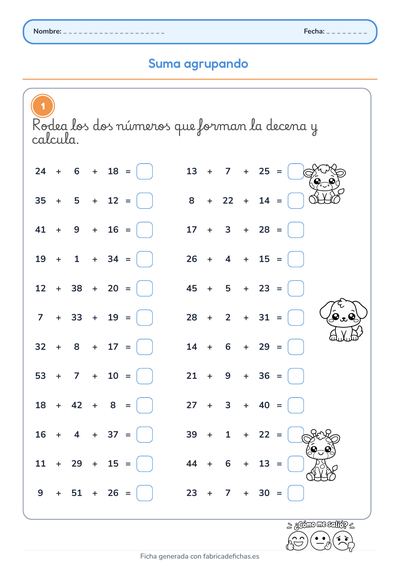 Nombre: _ _ _ _ _ _ _ _ _ _ _ _ _ _ _ _ _ _ _ _ Fecha: _ _ _ _ _ _ _ _
Suma agrupando
1
Rodea los dos números que forman la decena y
calcula.
24 + 6 + 18 = 13 + 7 + 25 =
35 + 5 + 12 = 8 + 22 + 14 =
41 + 9 + 16 = 17 + 3 + 28 =
19 + 1 + 34 = 26 + 4 + 15 =
12 + 38 + 20 = 45 + 5 + 23 =
7 + 33 + 19 = 28 + 2 + 31 =
32 + 8 + 17 = 14 + 6 + 29 =
53 + 7 + 10 = 21 + 9 + 36 =
18 + 42 + 8 = 27 + 3 + 40 =
16 + 4 + 37 = 39 + 1 + 22 =
11 + 29 + 15 = 44 + 6 + 13 =
9 + 51 + 26 = 23 + 7 + 30 =
¿Cómo me salió?
Ficha generada con fabricadefichas.es